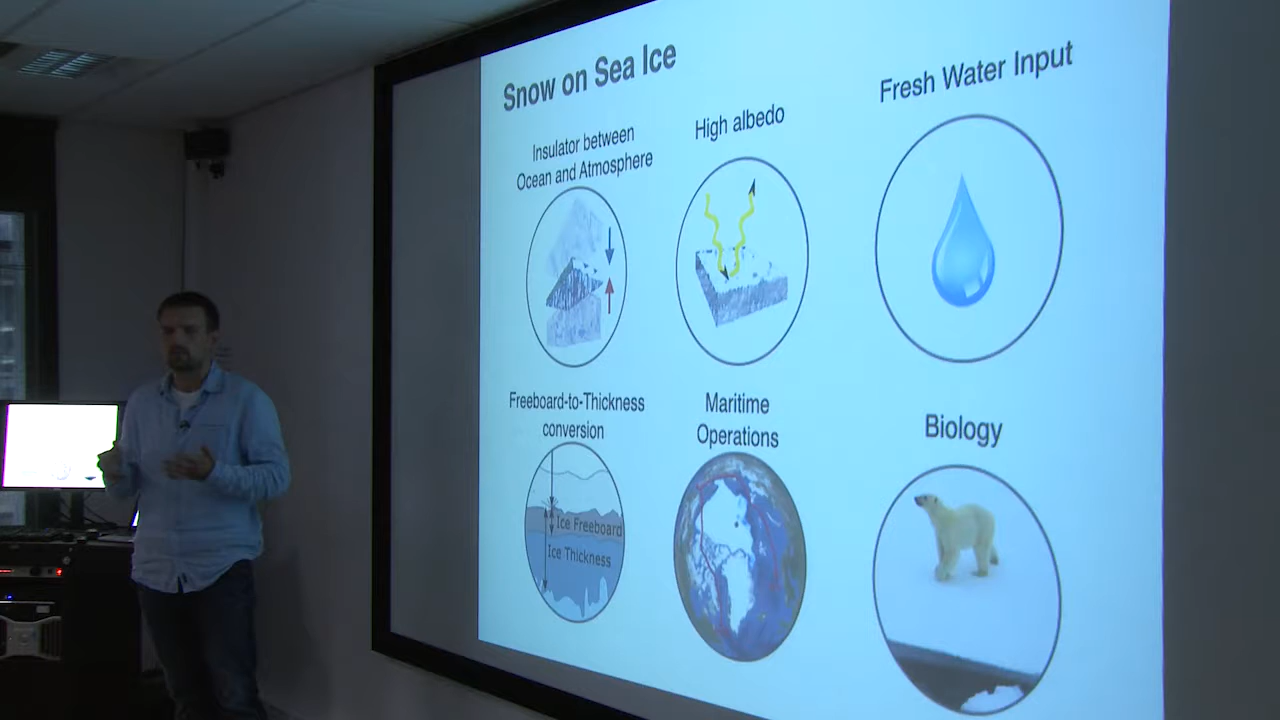 Snow on Sea Ice
Insulator between
Ocean and Atmosphere
High albedo
Fresh Water Input
Freeboard-to-Thickness
conversion
Ice Freeboard
Ice Thickness
Maritime
Operations
Biology